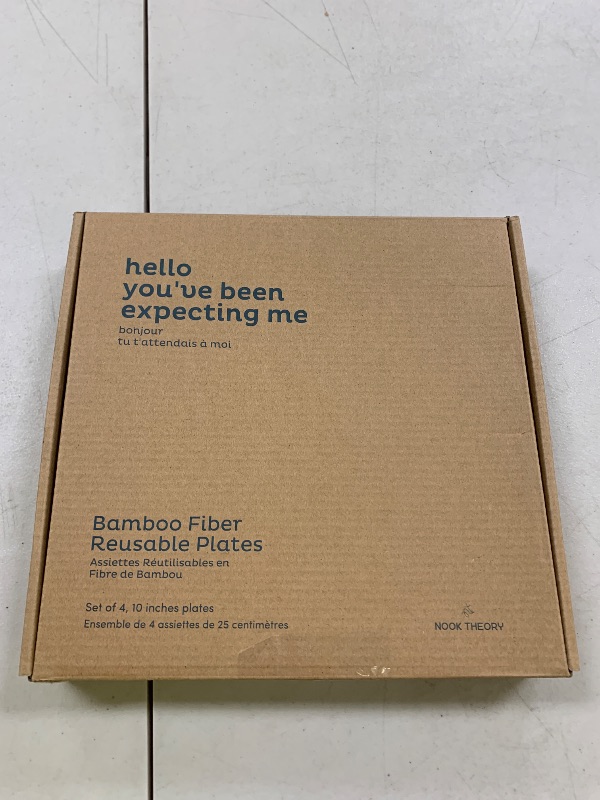 hello
you've been
expecting me
bonjour
tu t'attendais à moi
Bamboo Fiber
Reusable Plates
Assiettes Réutilisables en
Fibre de Bambou
Set of 4, 10 inches plates
Ensemble de 4 assiettes de 25 centimètres
NOOK THEORY